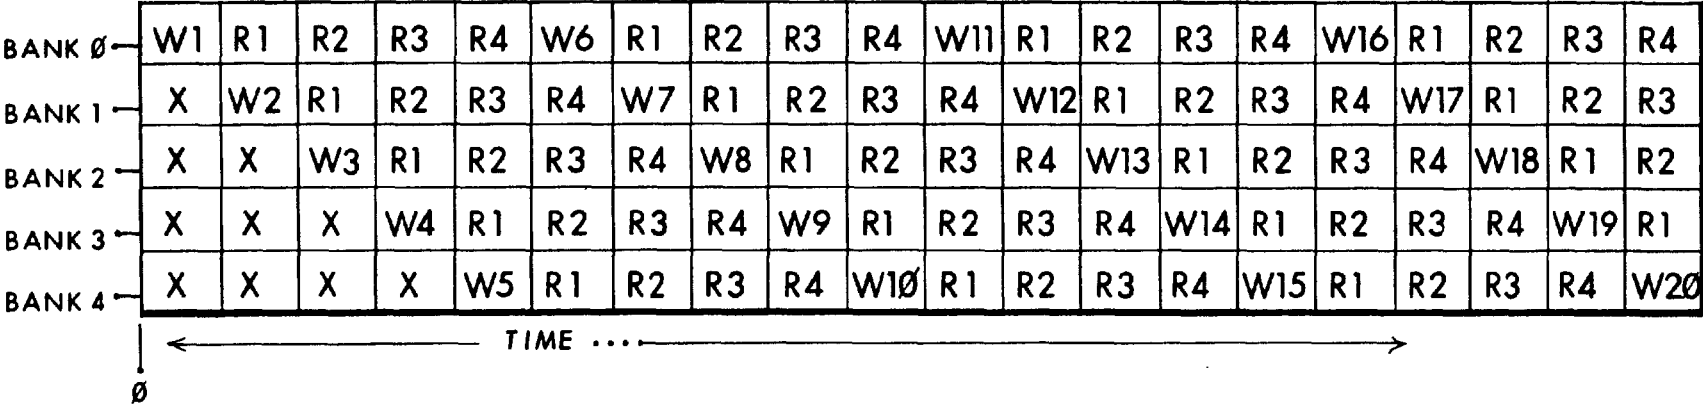 BANK Ø W1 R1 R2 R3 R4 W6 R1 R2 R3 R4 W11 R1 R2 R3 R4 W16 R1 R2 R3 R4
BANK 1 X W2 R1 R2 R3 R4 W7 R1 R2 R3 R4 W12 R1 R2 R3 R4 W17 R1 R2 R3
BANK 2 X X W3 R1 R2 R3 R4 W8 R1 R2 R3 R4 W13 R1 R2 R3 R4 W18 R1 R2
BANK 3 X X X W4 R1 R2 R3 R4 W9 R1 R2 R3 R4 W14 R1 R2 R3 R4 W19 R1
BANK 4 X X X X W5 R1 R2 R3 R4 W1Ø R1 R2 R3 R4 W15 R1 R2 R3 R4 W2Ø
TIME ....
Ø